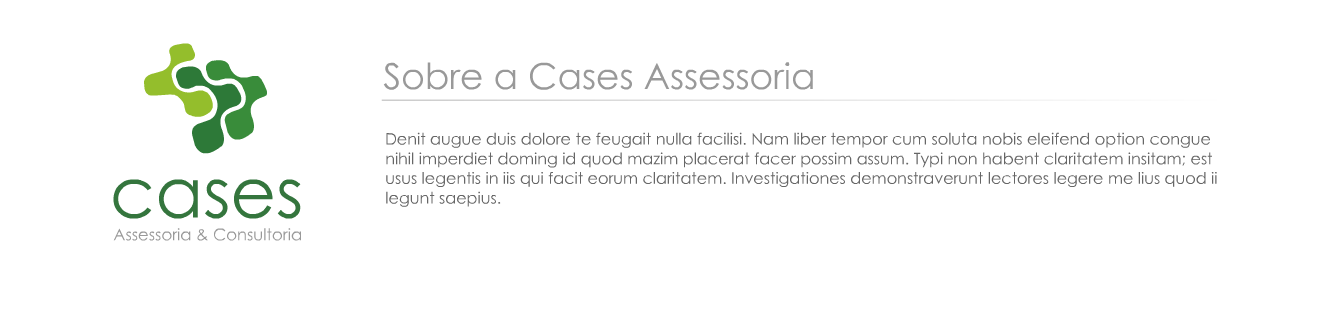 cases
Assessoria & Consultoria
Sobre a Cases Assessoria
Denit augue duis dolore te feugait nulla facilisi. Nam liber tempor cum soluta nobis eleifend option congue
nihil imperdiet doming id quod mazim placerat facer possim assum. Typi non habent claritatem insitam; est
usus legentis in iis qui facit eorum claritatem. Investigationes demonstraverunt lectores legere me lius quod ii
legunt saepius.